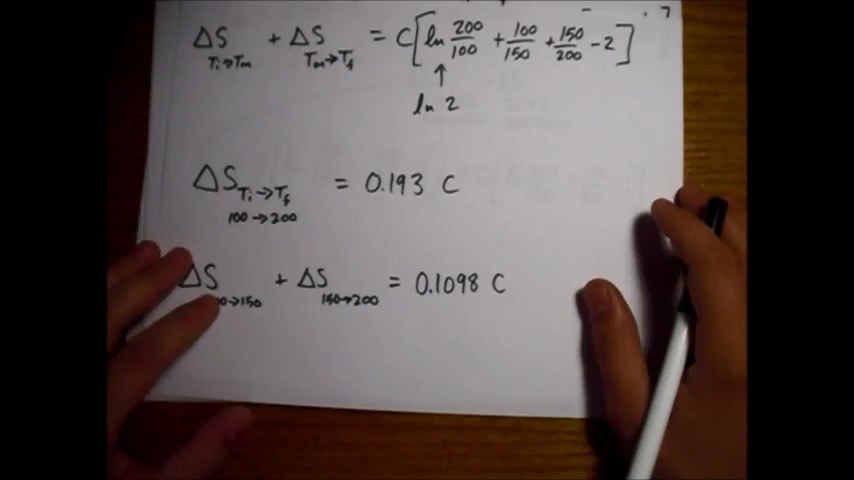 ΔS Ti→Tm + ΔS Tm→Tf = C[ln 200/100 + 100/150 + 150/200 - 2]
↑
ln 2
ΔS Ti→Tf = 0.193 C
100→200
ΔS 0→150 + ΔS 150→200 = 0.1098 C